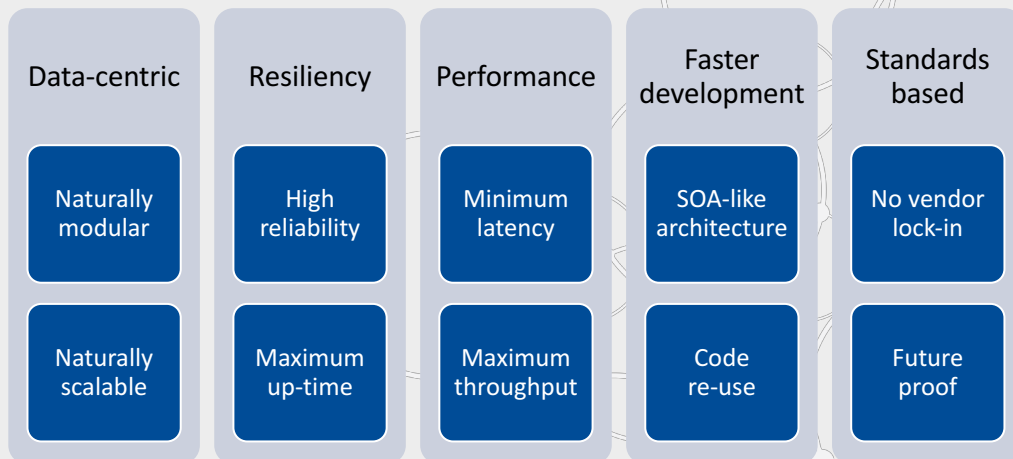 Data-centric
Naturally
modular
Naturally
scalable
Resiliency
High
reliability
Maximum
up-time
Performance
Minimum
latency
Maximum
throughput
Faster
development
SOA-like
architecture
Code
re-use
Standards
based
No vendor
lock-in
Future
proof